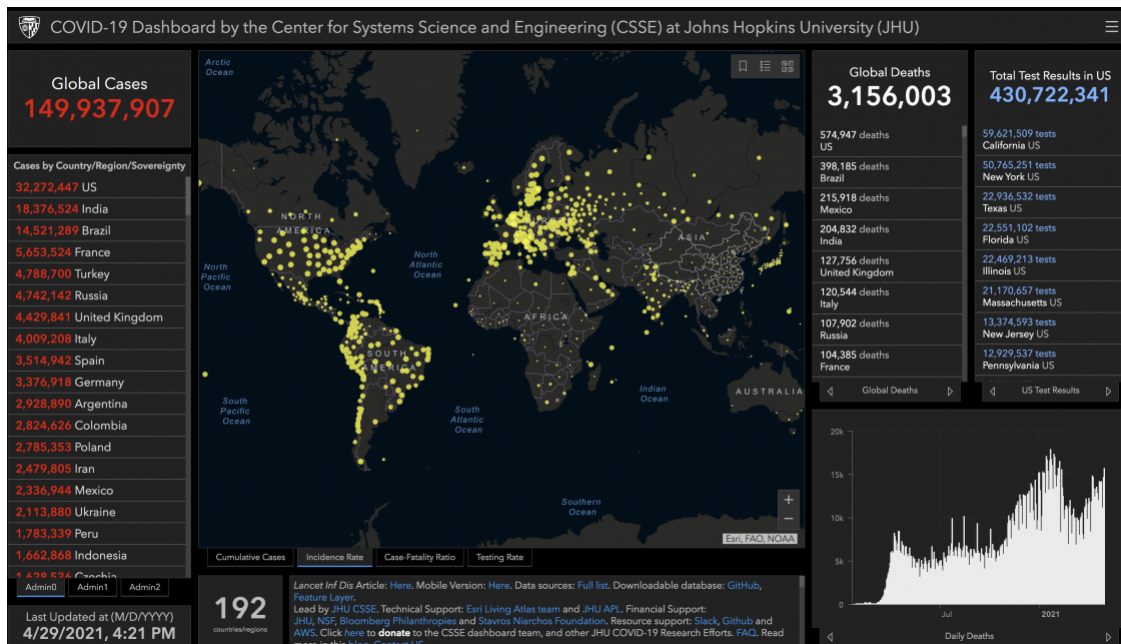 COVID-19 Dashboard by the Center for Systems Science and Engineering (CSSE) at Johns Hopkins University (JHU)
Global Cases
149,937,907
Cases by Country/Region/Sovereignty
32,272,447 US
18,376,524 India
14,521,289 Brazil
5,653,524 France
4,788,700 Turkey
4,742,142 Russia
4,429,841 United Kingdom
4,009,208 Italy
3,514,942 Spain
3,376,918 Germany
2,928,890 Argentina
2,824,626 Colombia
2,785,353 Poland
2,479,805 Iran
2,336,944 Mexico
2,113,880 Ukraine
1,783,339 Peru
1,662,868 Indonesia
1,628,536 Czechia
Admin0
Admin1
Admin2
Last Updated at (M/D/YYYY)
4/29/2021, 4:21 PM
Arctic
Ocean
NORTH
AMERICA
North
Pacific
Ocean
North
Atlantic
Ocean
ASIA
AFRICA
SOUTH
AMERICA
Indian
Ocean
AUSTRALIA
South
Pacific
Ocean
South
Atlantic
Ocean
Southern
Ocean
+
−
Esri, FAO, NOAA
Cumulative Cases
Incidence Rate
Case-Fatality Ratio
Testing Rate
192
countries/regions
Lancet Inf Dis Article: Here. Mobile Version: Here. Data sources: Full list. Downloadable database: GitHub,
Feature Layer.
Lead by JHU CSSE. Technical Support: Esri Living Atlas team and JHU APL. Financial Support:
JHU, NSF, Bloomberg Philanthropies and Stavros Niarchos Foundation. Resource support: Slack, Github and
AWS. Click here to donate to the CSSE dashboard team, and other JHU COVID-19 Research Efforts. FAQ. Read
more in this blog. Contact US.
Global Deaths
3,156,003
574,947 deaths
US
398,185 deaths
Brazil
215,918 deaths
Mexico
204,832 deaths
India
127,756 deaths
United Kingdom
120,544 deaths
Italy
107,902 deaths
Russia
104,385 deaths
France
Global Deaths
Total Test Results in US
430,722,341
59,621,509 tests
California US
50,765,251 tests
New York US
22,936,532 tests
Texas US
22,551,102 tests
Florida US
22,469,213 tests
Illinois US
21,170,657 tests
Massachusetts US
13,374,593 tests
New Jersey US
12,929,537 tests
Pennsylvania US
US Test Results
20k
15k
10k
5k
0
Jul
2021
Daily Deaths